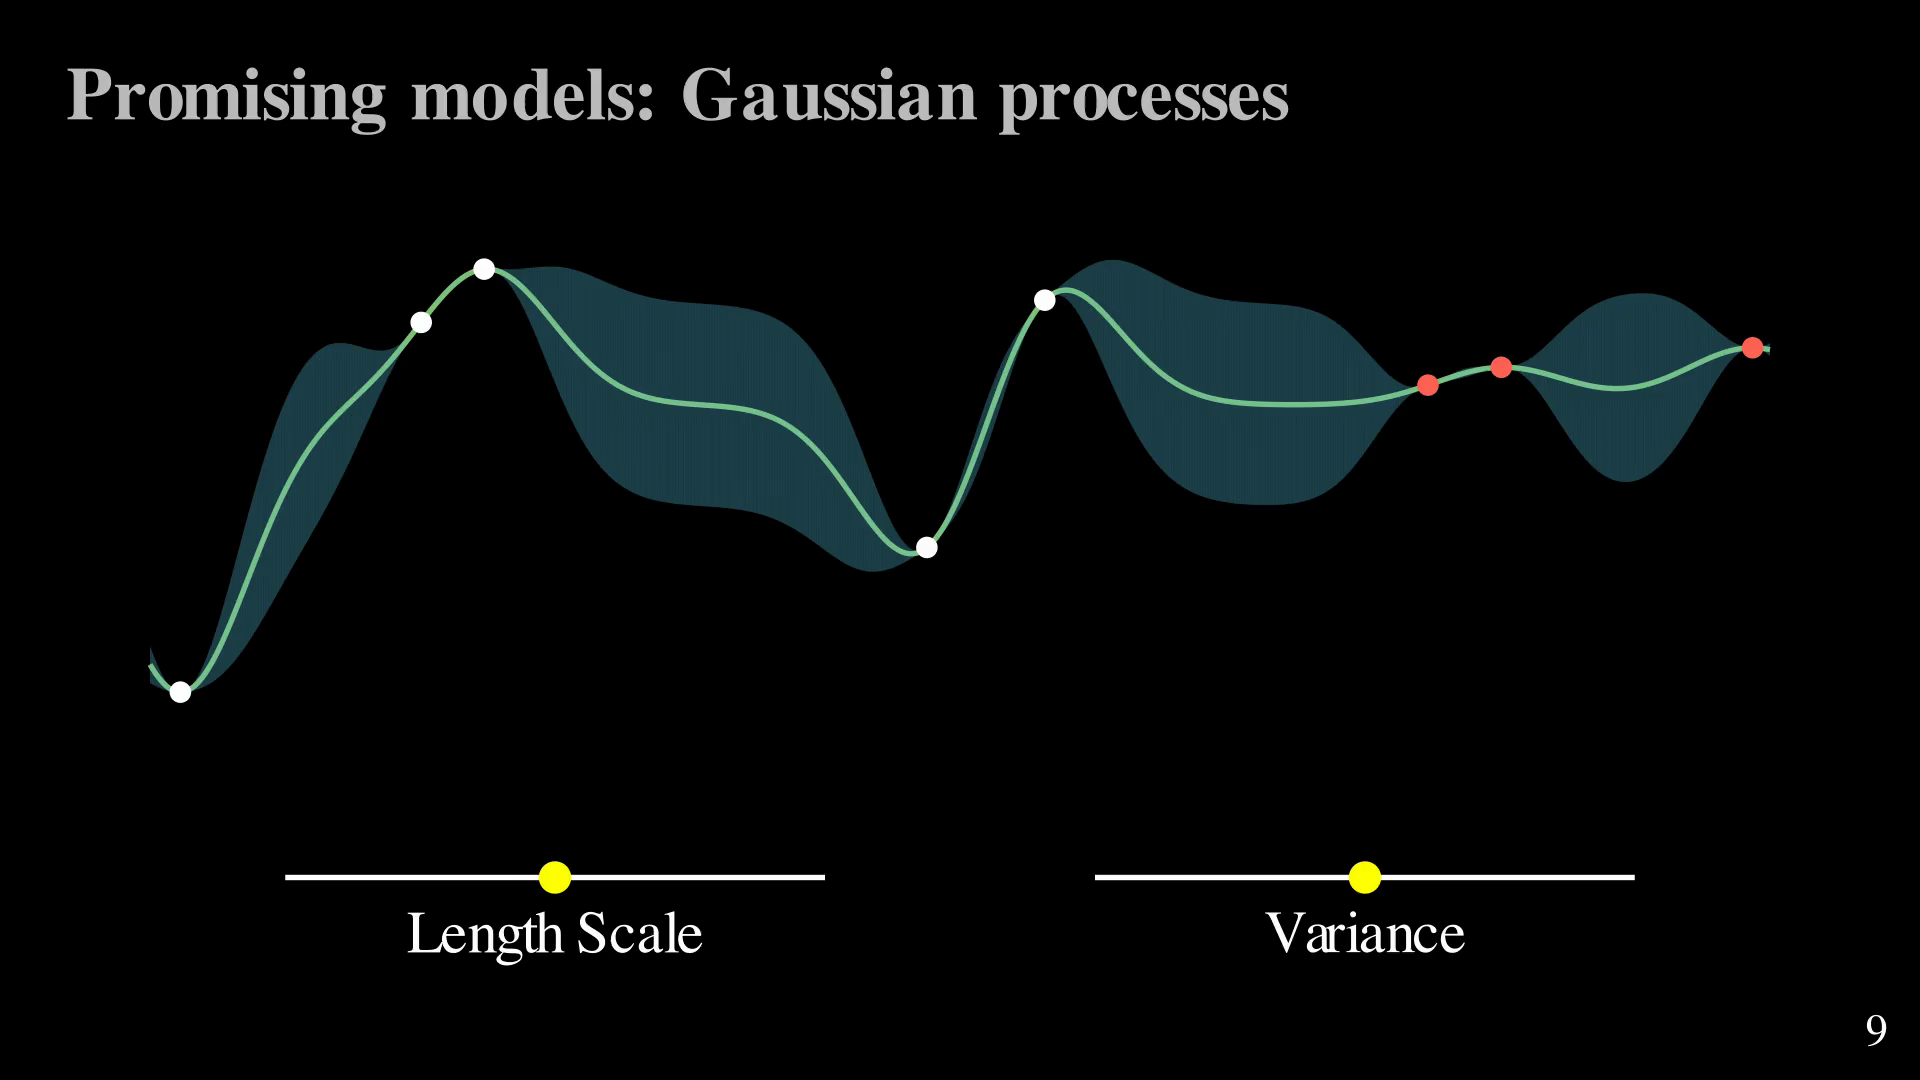 Promising models: Gaussian processes
Length Scale
Variance
9